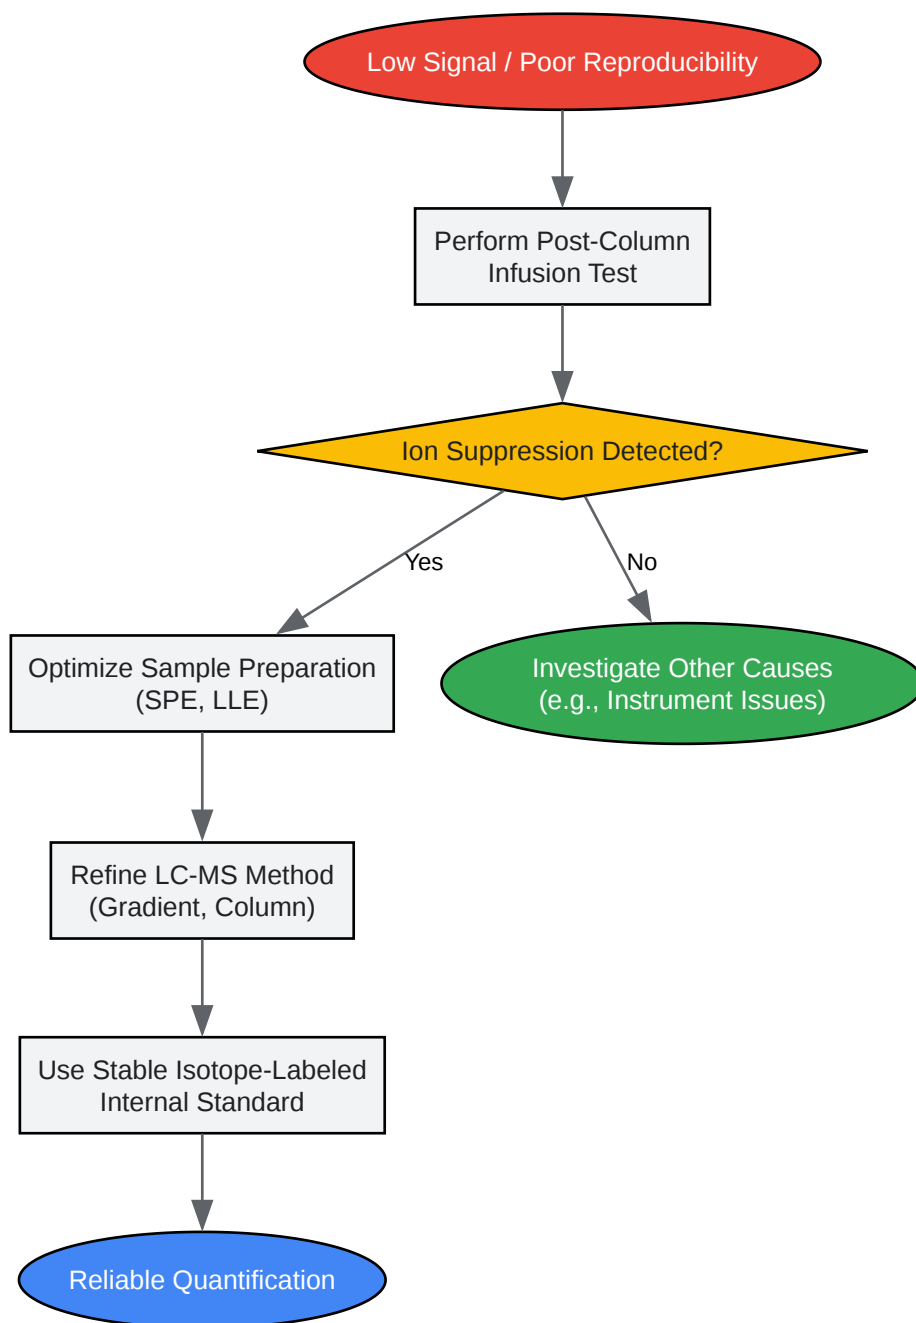 Low Signal / Poor Reproducibility
Perform Post-Column
Infusion Test
Ion Suppression Detected?
Yes
No
Optimize Sample Preparation
(SPE, LLE)
Investigate Other Causes
(e.g., Instrument Issues)
Refine LC-MS Method
(Gradient, Column)
Use Stable Isotope-Labeled
Internal Standard
Reliable Quantification